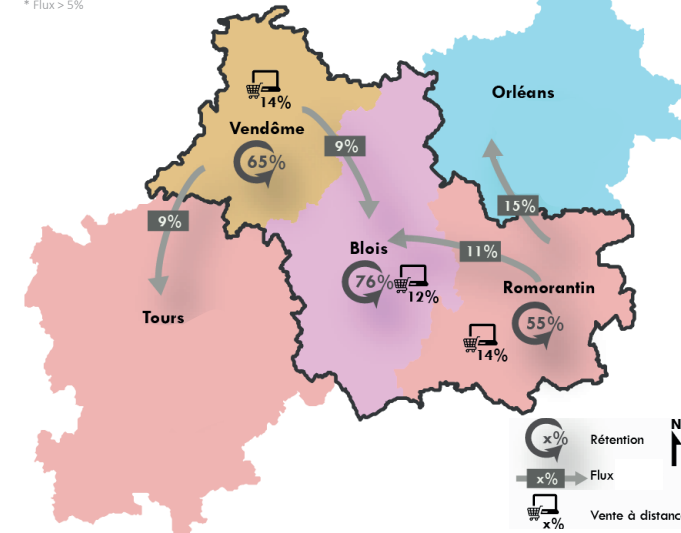 * Flux > 5%
Orléans
14%
Vendôme
9%
65%
15%
9%
Blois
11%
76%
12%
Romorantin
Tours
55%
14%
N
x%
Rétention
x%
Flux
x%
Vente à distanc